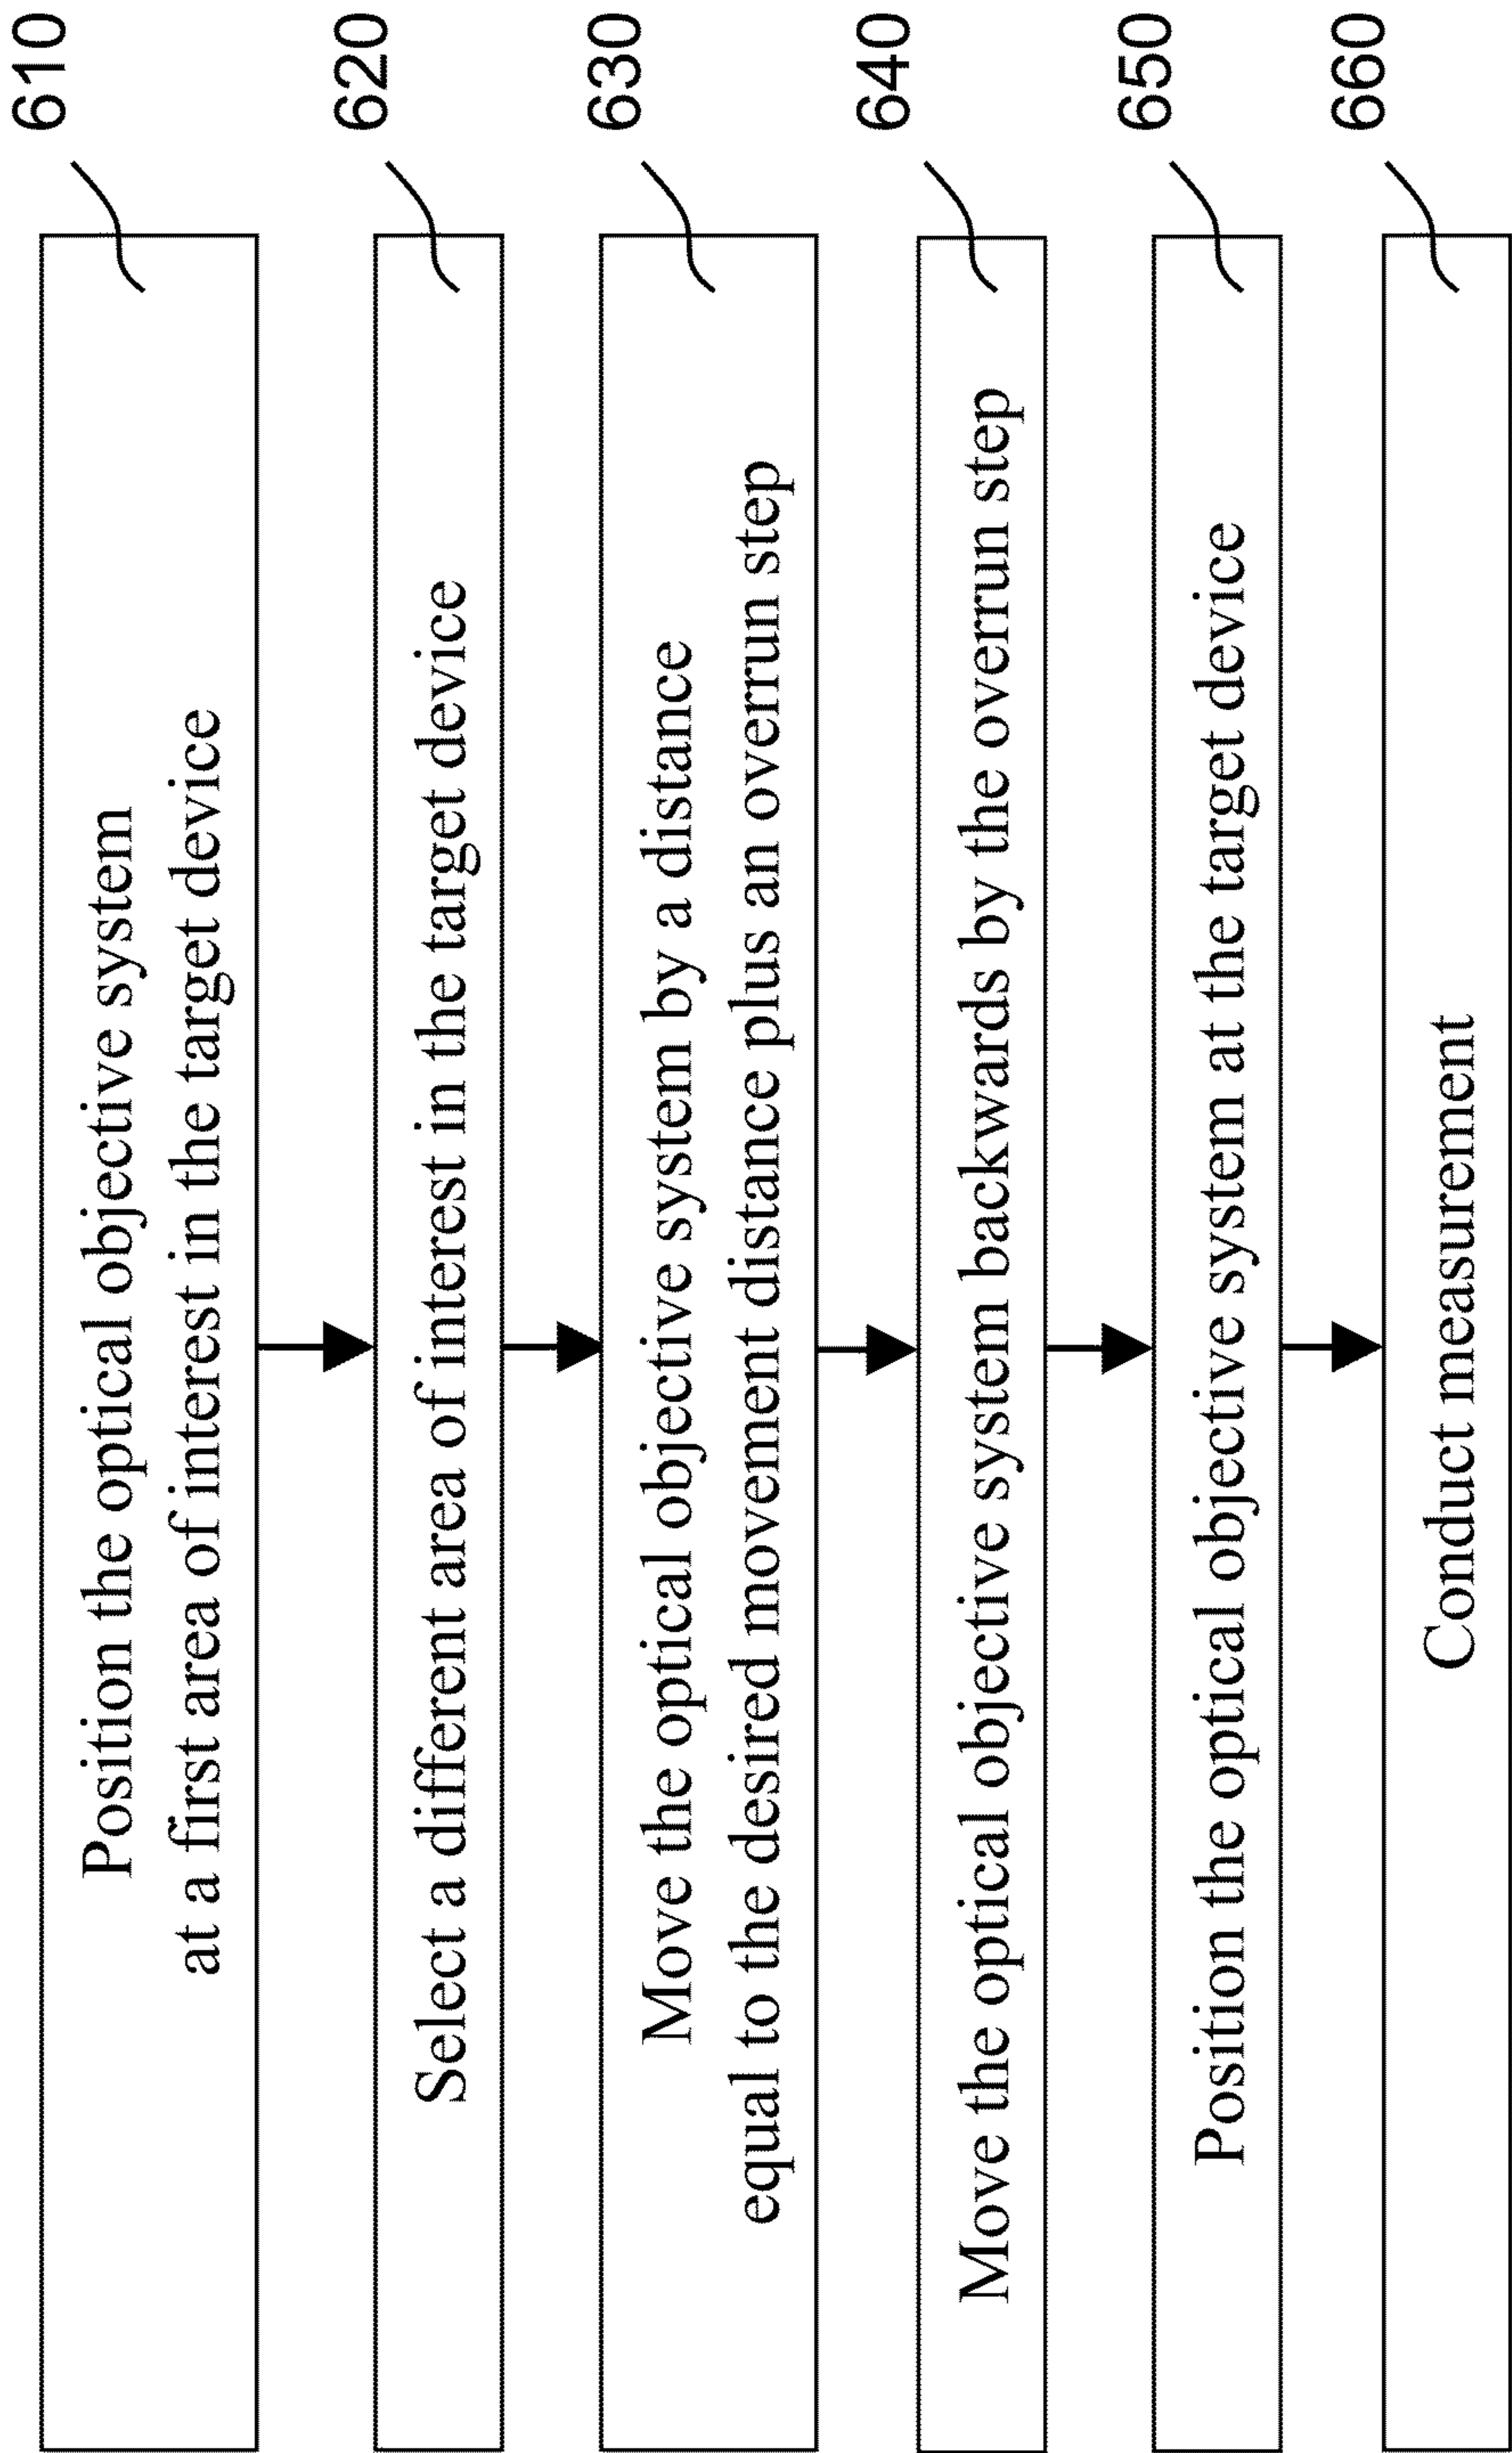 610
Position the optical objective system
at a first area of interest in the target device
620
Select a different area of interest in the target device
630
Move the optical objective system by a distance
equal to the desired movement distance plus an overrun step
640
Move the optical objective system backwards by the overrun step
650
Position the optical objective system at the target device
660
Conduct measurement